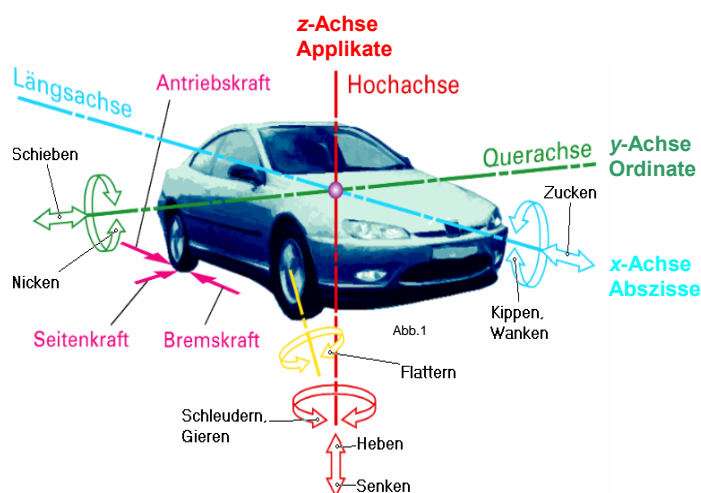 z-Achse
Applikate
Längsachse
Antriebskraft
Hochachse
Schieben
Querachse
y-Achse
Ordinate
Zucken
Nicken
x-Achse
Abszisse
Seitenkraft
Bremskraft
Kippen,
Wanken
Abb.1
Flattern
Schleudern,
Gieren
Heben
Senken